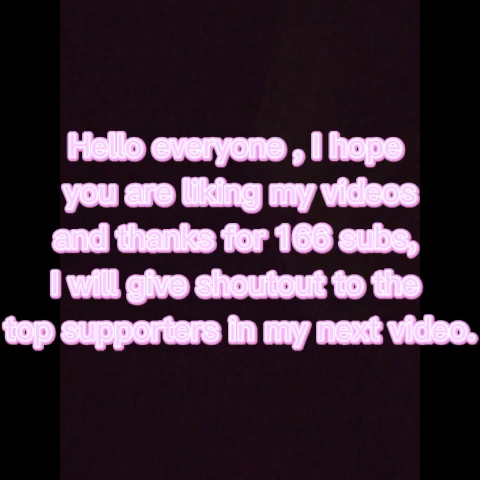 Hello everyone , I hope
you are liking my videos
and thanks for 166 subs,
I will give shoutout to the
top supporters in my next video.